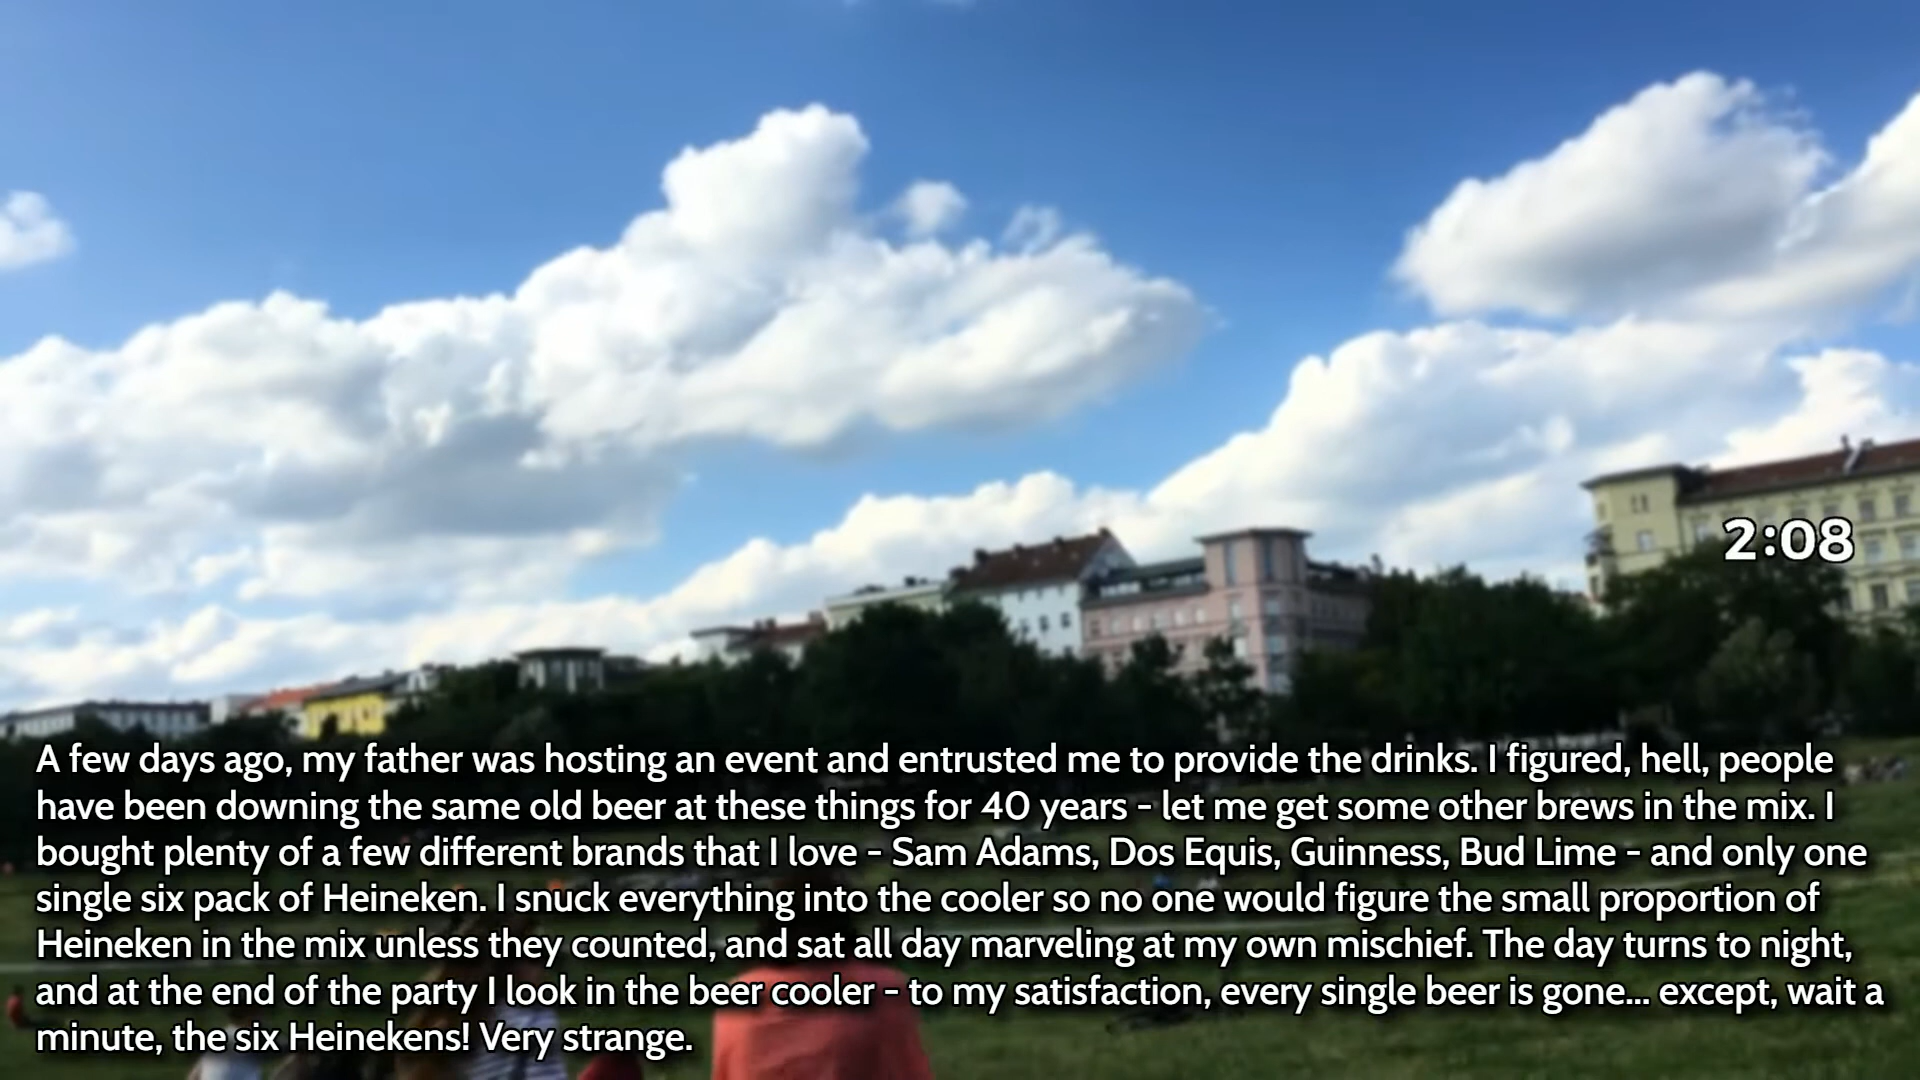 2:08
A few days ago, my father was hosting an event and entrusted me to provide the drinks. I figured, hell, people
have been downing the same old beer at these things for 40 years - let me get some other brews in the mix. I
bought plenty of a few different brands that I love - Sam Adams, Dos Equis, Guinness, Bud Lime - and only one
single six pack of Heineken. I snuck everything into the cooler so no one would figure the small proportion of
Heineken in the mix unless they counted, and sat all day marveling at my own mischief. The day turns to night,
and at the end of the party I look in the beer cooler - to my satisfaction, every single beer is gone... except, wait a
minute, the six Heinekens! Very strange.